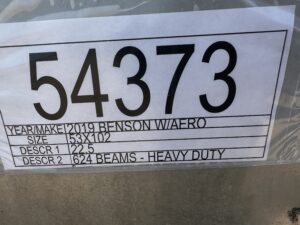 54373
YEAR/MAKE 2019 BENSON W/AERO
SIZE 53X102
DESCR 1 22.5
DESCR 2 624 BEAMS - HEAVY DUTY